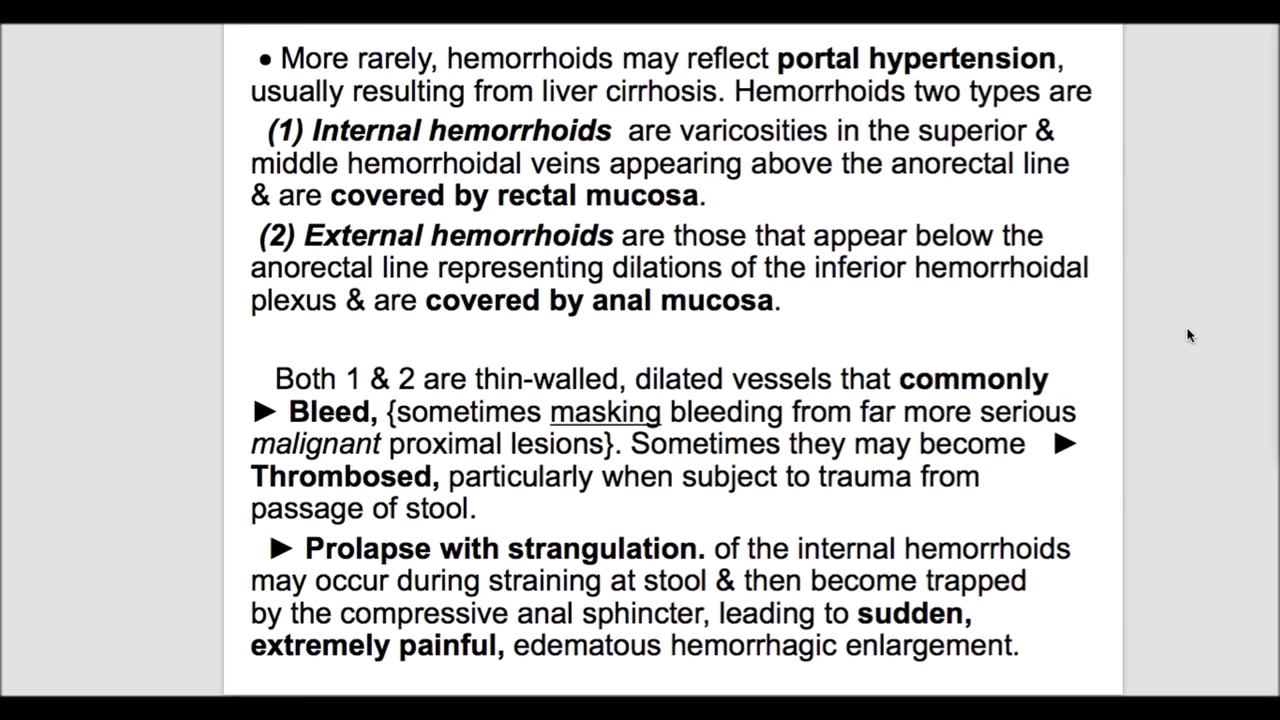 • More rarely, hemorrhoids may reflect portal hypertension,
usually resulting from liver cirrhosis. Hemorrhoids two types are
(1) Internal hemorrhoids are varicosities in the superior &
middle hemorrhoidal veins appearing above the anorectal line
& are covered by rectal mucosa.
(2) External hemorrhoids are those that appear below the
anorectal line representing dilations of the inferior hemorrhoidal
plexus & are covered by anal mucosa.
Both 1 & 2 are thin-walled, dilated vessels that commonly
► Bleed, {sometimes masking bleeding from far more serious
malignant proximal lesions}. Sometimes they may become ►
Thrombosed, particularly when subject to trauma from
passage of stool.
► Prolapse with strangulation. of the internal hemorrhoids
may occur during straining at stool & then become trapped
by the compressive anal sphincter, leading to sudden,
extremely painful, edematous hemorrhagic enlargement.